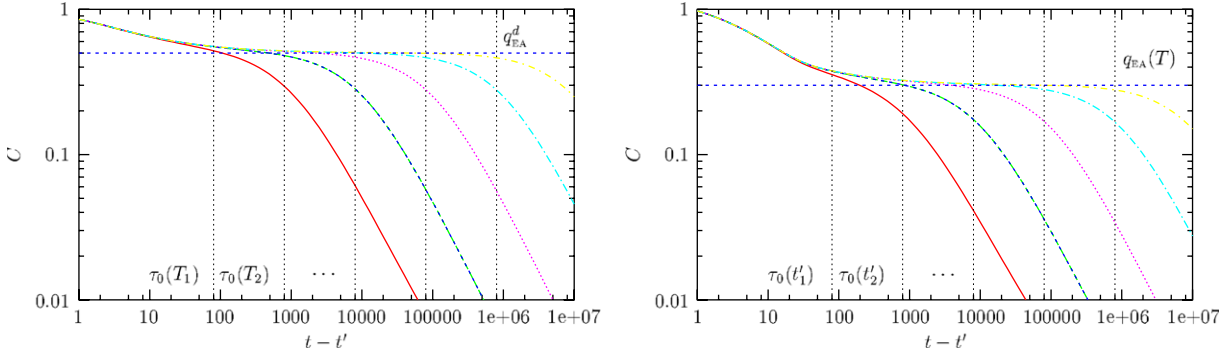 1
0.1
0.01
C
q_EA^d
τ₀(T₁) τ₀(T₂) ···
1 10 100 1000 10000 100000 1e+06 1e+07
t − t′
1
0.1
0.01
C
q_EA(T)
τ₀(t′₁) τ₀(t′₂) ···
1 10 100 1000 10000 100000 1e+06 1e+07
t − t′